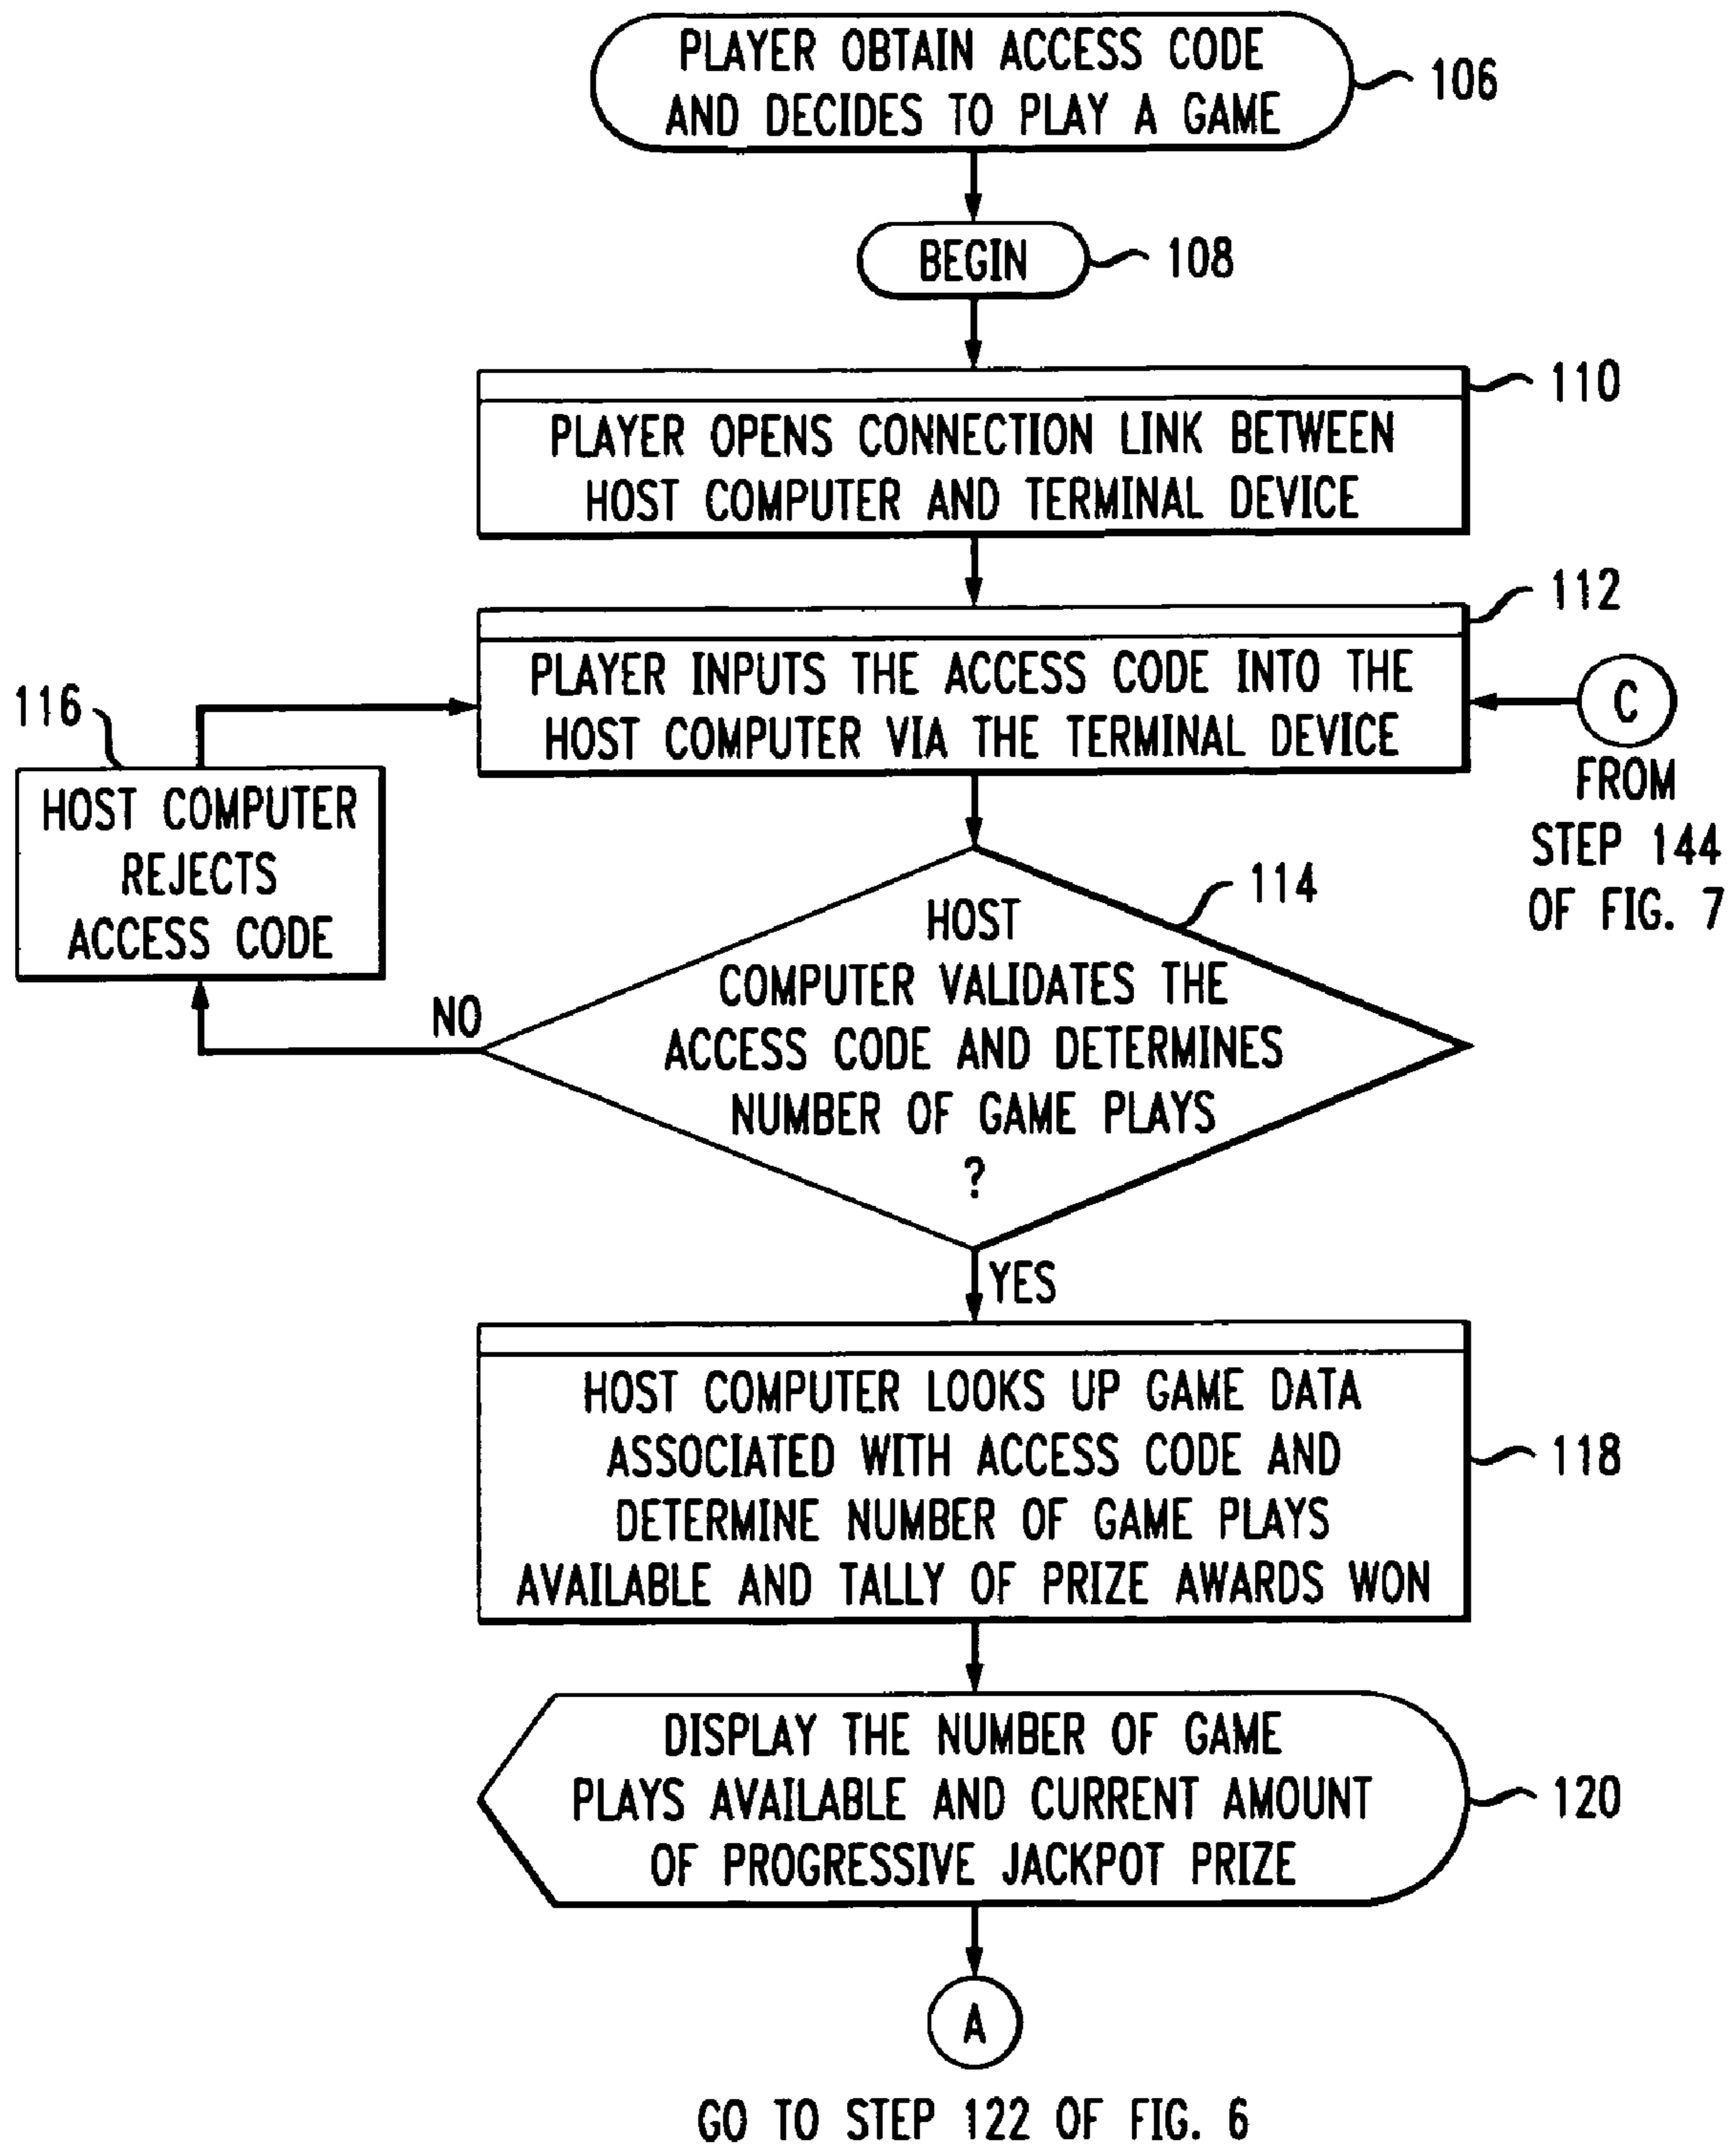 PLAYER OBTAIN ACCESS CODE
AND DECIDES TO PLAY A GAME
106
BEGIN
108
110
PLAYER OPENS CONNECTION LINK BETWEEN
HOST COMPUTER AND TERMINAL DEVICE
112
PLAYER INPUTS THE ACCESS CODE INTO THE
HOST COMPUTER VIA THE TERMINAL DEVICE
C
FROM
STEP 144
OF FIG. 7
116
HOST COMPUTER
REJECTS
ACCESS CODE
114
HOST
COMPUTER VALIDATES THE
ACCESS CODE AND DETERMINES
NUMBER OF GAME PLAYS
?
NO
YES
HOST COMPUTER LOOKS UP GAME DATA
ASSOCIATED WITH ACCESS CODE AND
DETERMINE NUMBER OF GAME PLAYS
AVAILABLE AND TALLY OF PRIZE AWARDS WON
118
DISPLAY THE NUMBER OF GAME
PLAYS AVAILABLE AND CURRENT AMOUNT
OF PROGRESSIVE JACKPOT PRIZE
120
A
GO TO STEP 122 OF FIG. 6